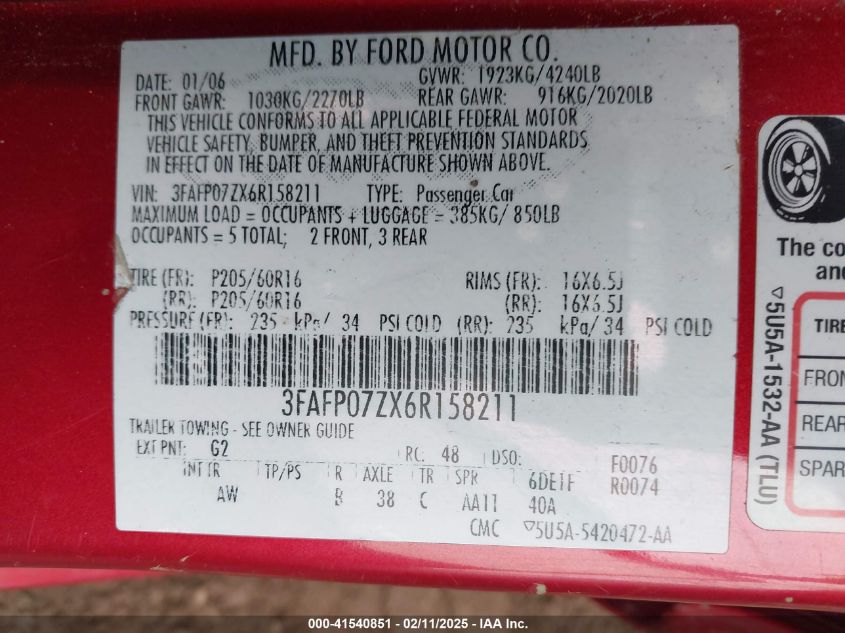 MFD. BY FORD MOTOR CO.
DATE: 01/06 GVWR: 1923KG/4240LB
FRONT GAWR: 1030KG/2270LB REAR GAWR: 916KG/2020LB
THIS VEHICLE CONFORMS TO ALL APPLICABLE FEDERAL MOTOR
VEHICLE SAFETY, BUMPER, AND THEFT PREVENTION STANDARDS
IN EFFECT ON THE DATE OF MANUFACTURE SHOWN ABOVE.
VIN: 3FAFP07ZX6R158211 TYPE: Passenger Car
MAXIMUM LOAD = OCCUPANTS + LUGGAGE = 385KG/ 850LB
OCCUPANTS = 5 TOTAL; 2 FRONT, 3 REAR
TIRE (FR): P205/60R16 RIMS (FR): 16X6.5J
(RR): P205/60R16 (RR): 16X6.5J
PRESSURE (FR): 235 kPa/ 34 PSI COLD (RR): 235 kPa/ 34 PSI COLD
3FAFP07ZX6R158211
TRAILER TOWING - SEE OWNER GUIDE
EXT PNT: G2 RC: 48 DSO: F0076
INT TR TP/PS R AXLE TR SPR 6DETF R0074
AW B 38 C AA11 40A
CMC ▽5U5A-5420472-AA
The co
an
▽5U5A-1532-AA (TLU)
TIRE
FRON
REAR
SPAR
000-41540851 - 02/11/2025 - IAA Inc.